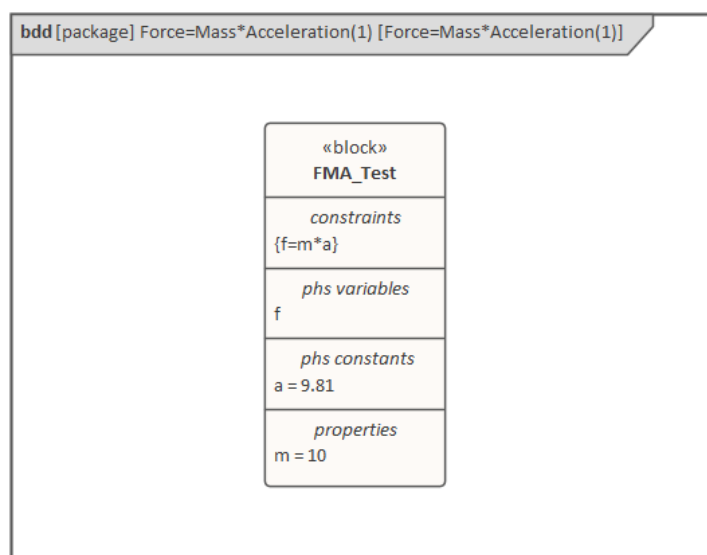 bdd [package] Force=Mass*Acceleration(1) [Force=Mass*Acceleration(1)]
«block»
FMA_Test
constraints
{f=m*a}
phs variables
f
phs constants
a = 9.81
properties
m = 10